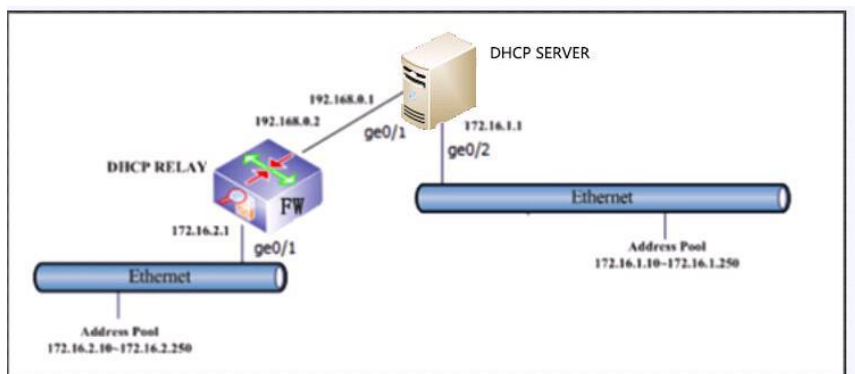 DHCP SERVER
192.168.0.1
192.168.0.2
ge0/1
172.16.1.1
ge0/2
DHCP RELAY
FW
172.16.2.1
ge0/1
Ethernet
Ethernet
Address Pool
172.16.1.10~172.16.1.250
Address Pool
172.16.2.10~172.16.2.250